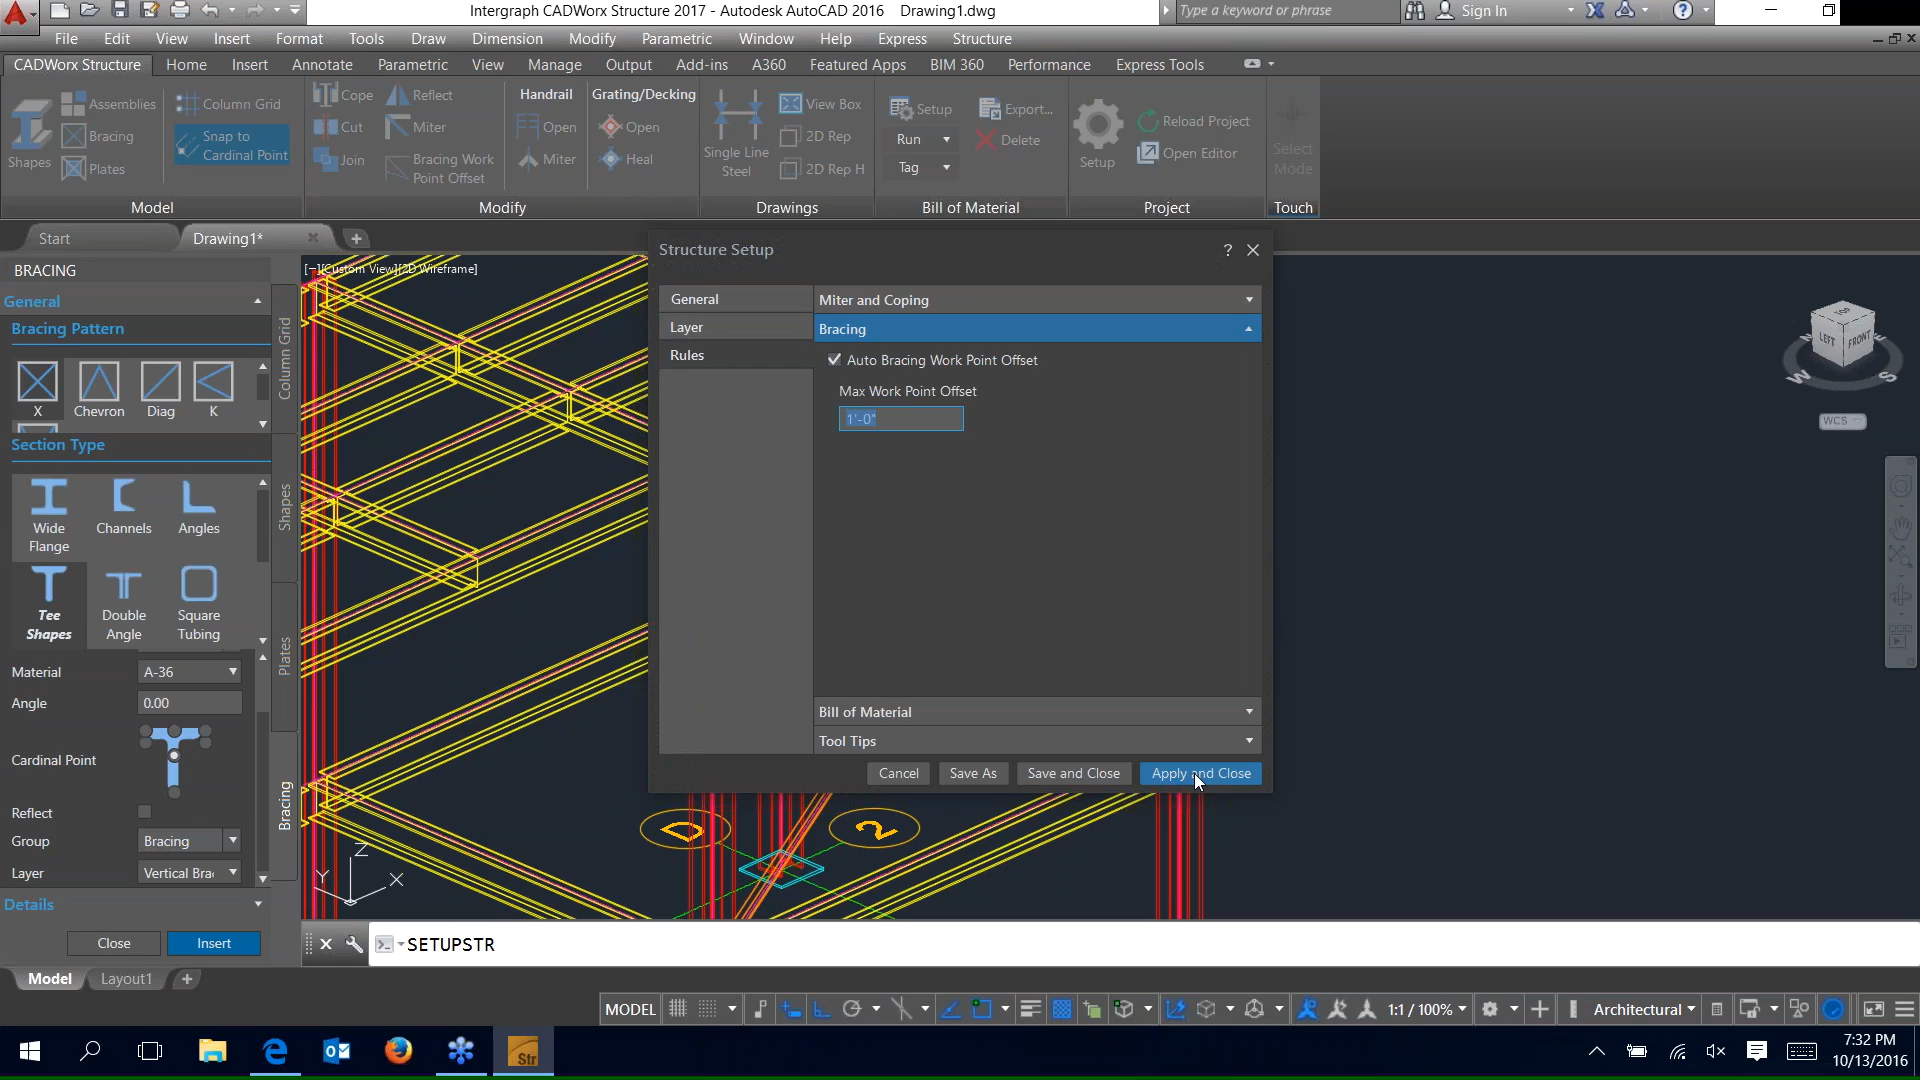 Intergraph CADWorx Structure 2017 - Autodesk AutoCAD 2016 Drawing1.dwg
Type a keyword or phrase
Sign In
File Edit View Insert Format Tools Draw Dimension Modify Parametric Window Help Express Structure
CADWorx Structure Home Insert Annotate Parametric View Manage Output Add-ins A360 Featured Apps BIM 360 Performance Express Tools
Shapes
Assemblies
Bracing
Plates
Column Grid
Snap to
Cardinal Point
Model
Cope
Cut
Join
Reflect
Miter
Bracing Work
Point Offset
Handrail
Open
Miter
Grating/Decking
Open
Heal
Modify
Single Line
Steel
View Box
2D Rep
2D Rep H
Drawings
Setup
Run
Tag
Export...
Delete
Bill of Material
Setup
Reload Project
Open Editor
Project
Select
Mode
Touch
Start
Drawing1*
BRACING
General
Bracing Pattern
X
Chevron
Diag
K
Section Type
Wide
Flange
Channels
Angles
Tee
Shapes
Double
Angle
Square
Tubing
Material
A-36
Angle
0.00
Cardinal Point
Reflect
Group
Bracing
Layer
Vertical Bra
Details
Close
Insert
Column Grid
Shapes
Plates
Bracing
[−][Custom View][2D Wireframe]
Structure Setup
?
General
Layer
Rules
Miter and Coping
Bracing
Auto Bracing Work Point Offset
Max Work Point Offset
1'-0"
Bill of Material
Tool Tips
Cancel
Save As
Save and Close
Apply and Close
TOP
LEFT
FRONT
W
S
WCS
D
2
Z
Y
X
SETUPSTR
Model
Layout1
MODEL
1:1 / 100%
Architectural
Str
7:32 PM
10/13/2016